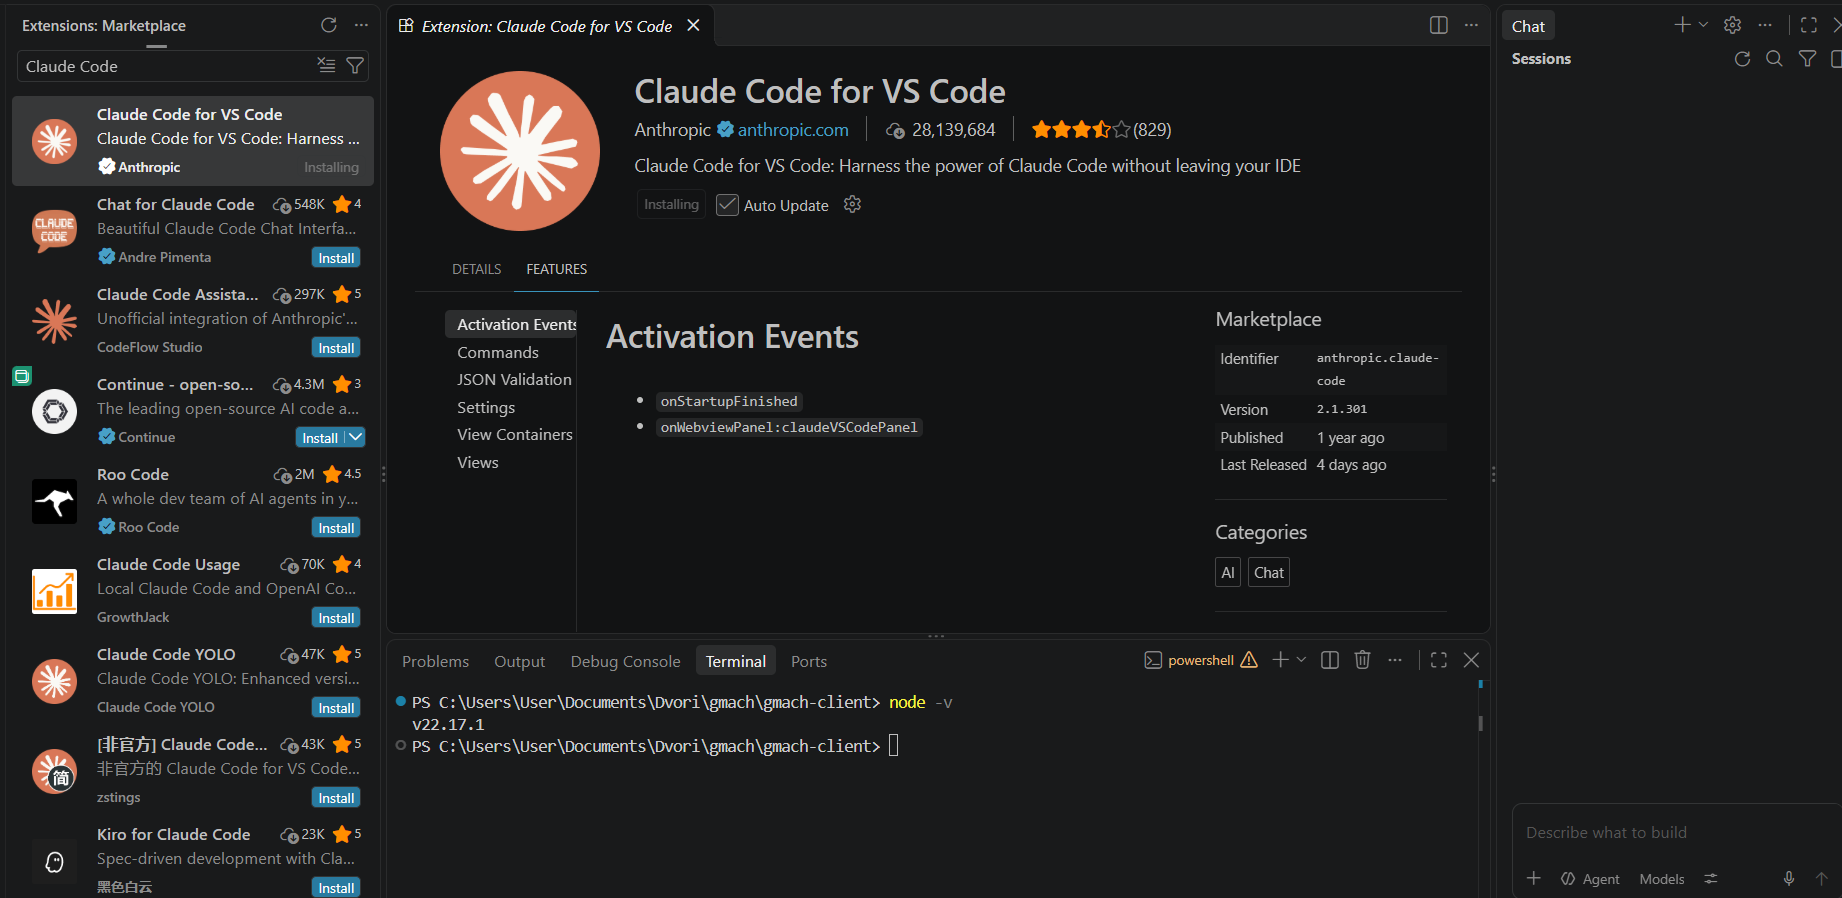 Extensions: Marketplace
Claude Code
Claude Code for VS Code
Claude Code for VS Code: Harness ...
Anthropic Installing
Chat for Claude Code 548K 4
Beautiful Claude Code Chat Interfa...
Andre Pimenta Install
CLAUDE CODE
Claude Code Assista... 297K 5
Unofficial integration of Anthropic'...
CodeFlow Studio Install
Continue - open-so... 4.3M 3
The leading open-source AI code a...
Continue Install
Roo Code 2M 4.5
A whole dev team of AI agents in y...
Roo Code Install
Claude Code Usage 70K 4
Local Claude Code and OpenAI Co...
GrowthJack Install
Claude Code YOLO 47K 5
Claude Code YOLO: Enhanced versi...
Claude Code YOLO Install
[非官方] Claude Code... 43K 5
非官方的 Claude Code for VS Code...
简
zstings Install
Kiro for Claude Code 23K 5
Spec-driven development with Cla...
黑色白云 Install
Extension: Claude Code for VS Code
Claude Code for VS Code
Anthropic anthropic.com 28,139,684 (829)
Claude Code for VS Code: Harness the power of Claude Code without leaving your IDE
Installing Auto Update
DETAILS FEATURES
Activation Events
Commands
JSON Validation
Settings
View Containers
Views
Activation Events
onStartupFinished
onWebviewPanel:claudeVSCodePanel
Marketplace
Identifier anthropic.claude-
code
Version 2.1.301
Published 1 year ago
Last Released 4 days ago
Categories
AI Chat
Problems Output Debug Console Terminal Ports powershell
PS C:\Users\User\Documents\Dvori\gmach\gmach-client> node -v
v22.17.1
PS C:\Users\User\Documents\Dvori\gmach\gmach-client>
Chat
Sessions
Describe what to build
Agent Models